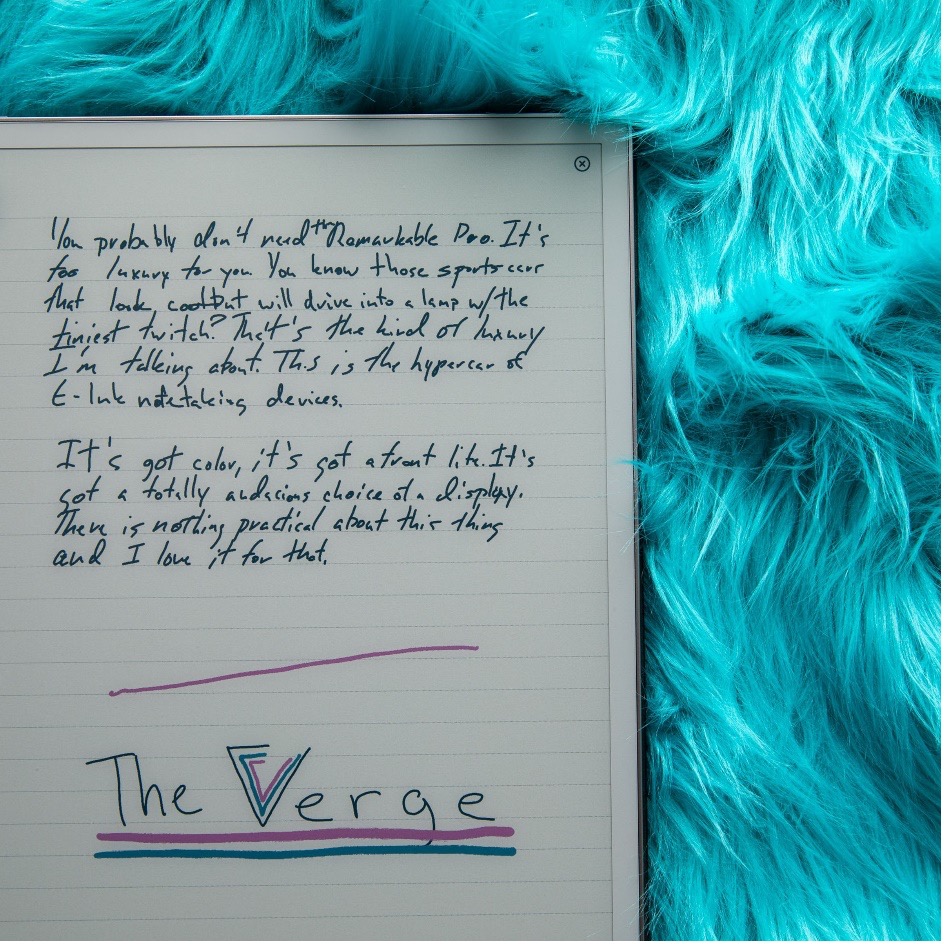 You probably don't need the Remarkable Pro. It's
too luxury for you. You know those sportscar
that look cool but will drive into a lamp w/ the
tiniest twitch? That's the kind of luxury
I'm talking about. This is the hypercar of
E-Ink notetaking devices.
It's got color, it's got a front lite. It's
got a totally audacious choice of a display.
There is nothing practical about this thing
and I love it for that.
The Verge